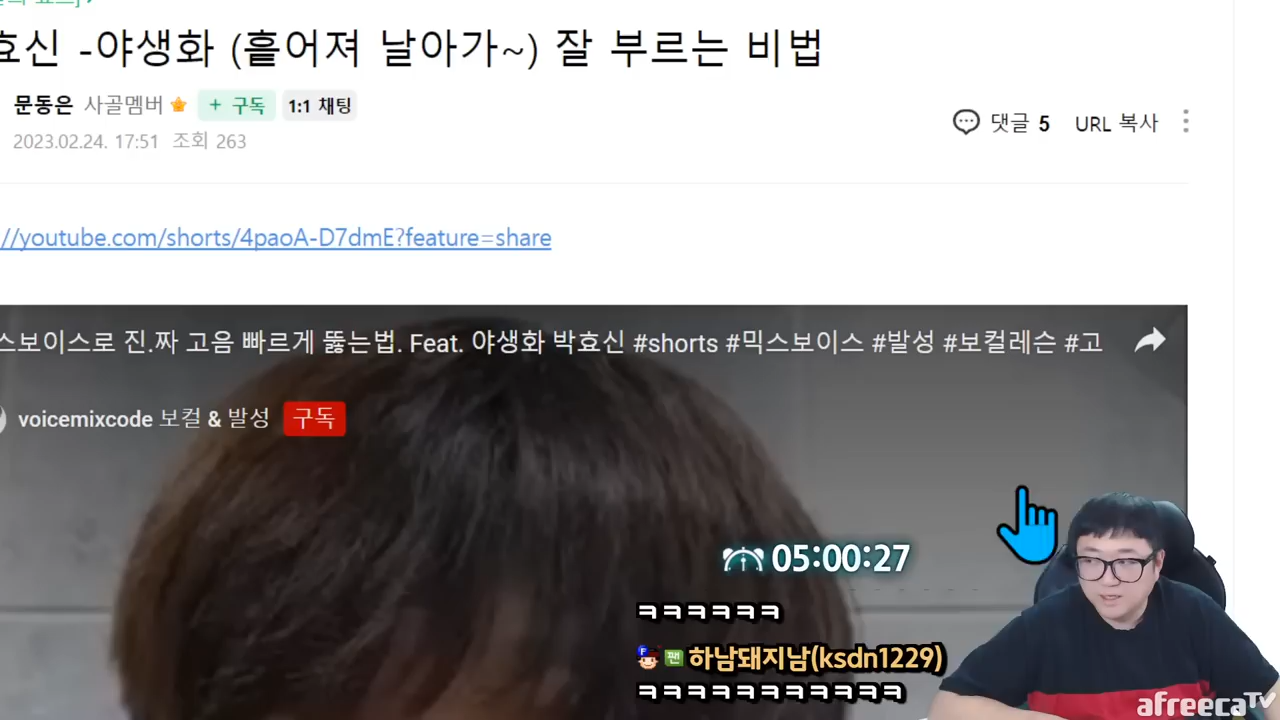 효신 -야생화 (흩어져 날아가~) 잘 부르는 비법
문동은 사골멤버 + 구독 1:1 채팅
2023.02.24. 17:51 조회 263
댓글 5 URL 복사
//youtube.com/shorts/4paoA-D7dmE?feature=share
스보이스로 진.짜 고음 빠르게 뚫는법. Feat. 야생화 박효신 #shorts #믹스보이스 #발성 #보컬레슨 #고
voicemixcode 보컬 & 발성 구독
05:00:27
ㅋㅋㅋㅋㅋㅋ
F 팬 하남돼지남(ksdn1229)
ㅋㅋㅋㅋㅋㅋㅋㅋㅋㅋㅋ
afreecaTV